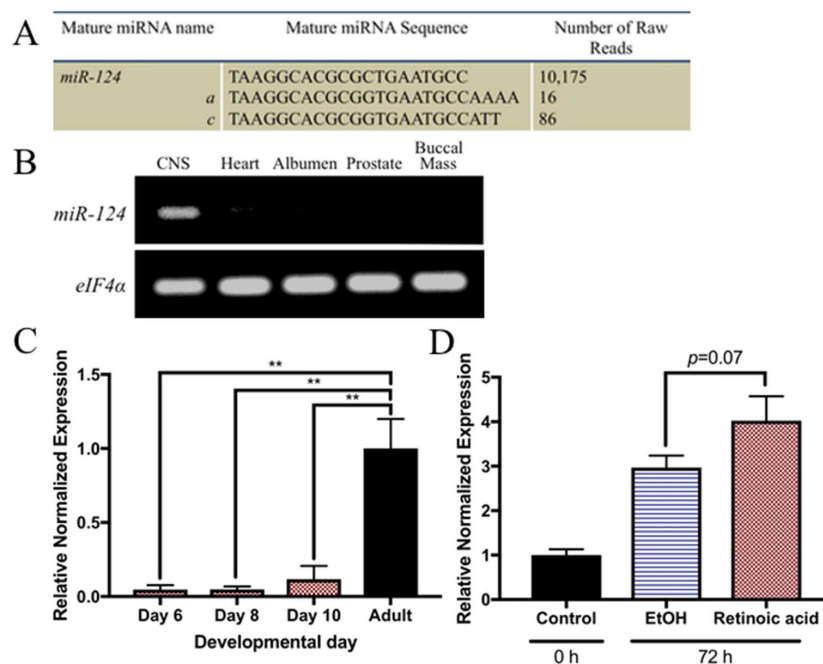 A
Mature miRNA name Mature miRNA Sequence Number of Raw
Reads
miR-124 TAAGGCACGCGCTGAATGCC 10,175
a TAAGGCACGCGGTGAATGCCAAAA 16
c TAAGGCACGCGGTGAATGCCATT 86
B
CNS Heart Albumen Prostate Buccal
Mass
miR-124
eIF4α
C
Relative Normalized Expression
1.5
1.0
0.5
0.0
**
**
**
Day 6 Day 8 Day 10 Adult
Developmental day
D
Relative Normalized Expression
5
4
3
2
1
0
p=0.07
Control EtOH Retinoic acid
0 h 72 h